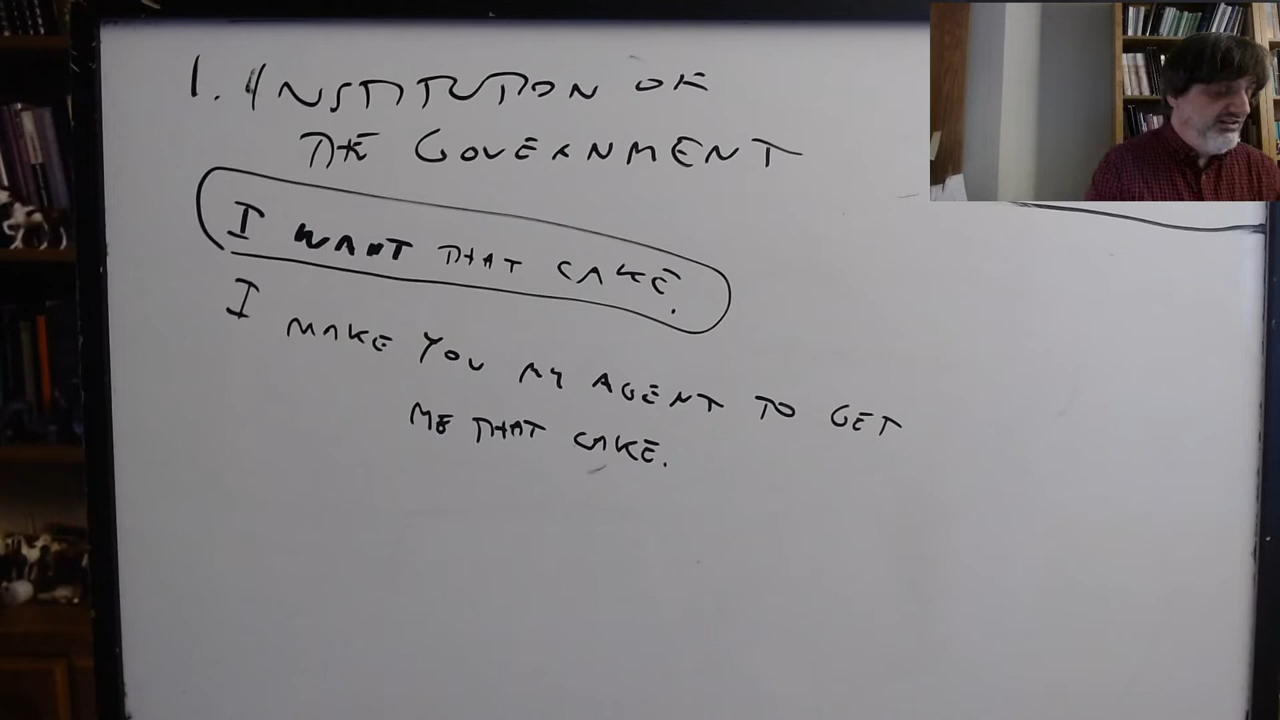 1. INSTITUTION OF
THE GOVERNMENT
I WANT THAT CAKE.
I MAKE YOU MY AGENT TO GET
ME THAT CAKE.